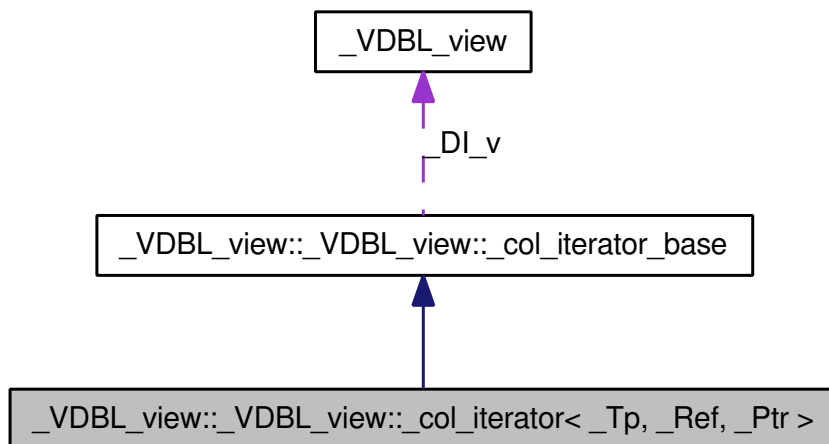 _VDBL_view
_DI_v
_VDBL_view::_VDBL_view::_col_iterator_base
_VDBL_view::_VDBL_view::_col_iterator< _Tp, _Ref, _Ptr >